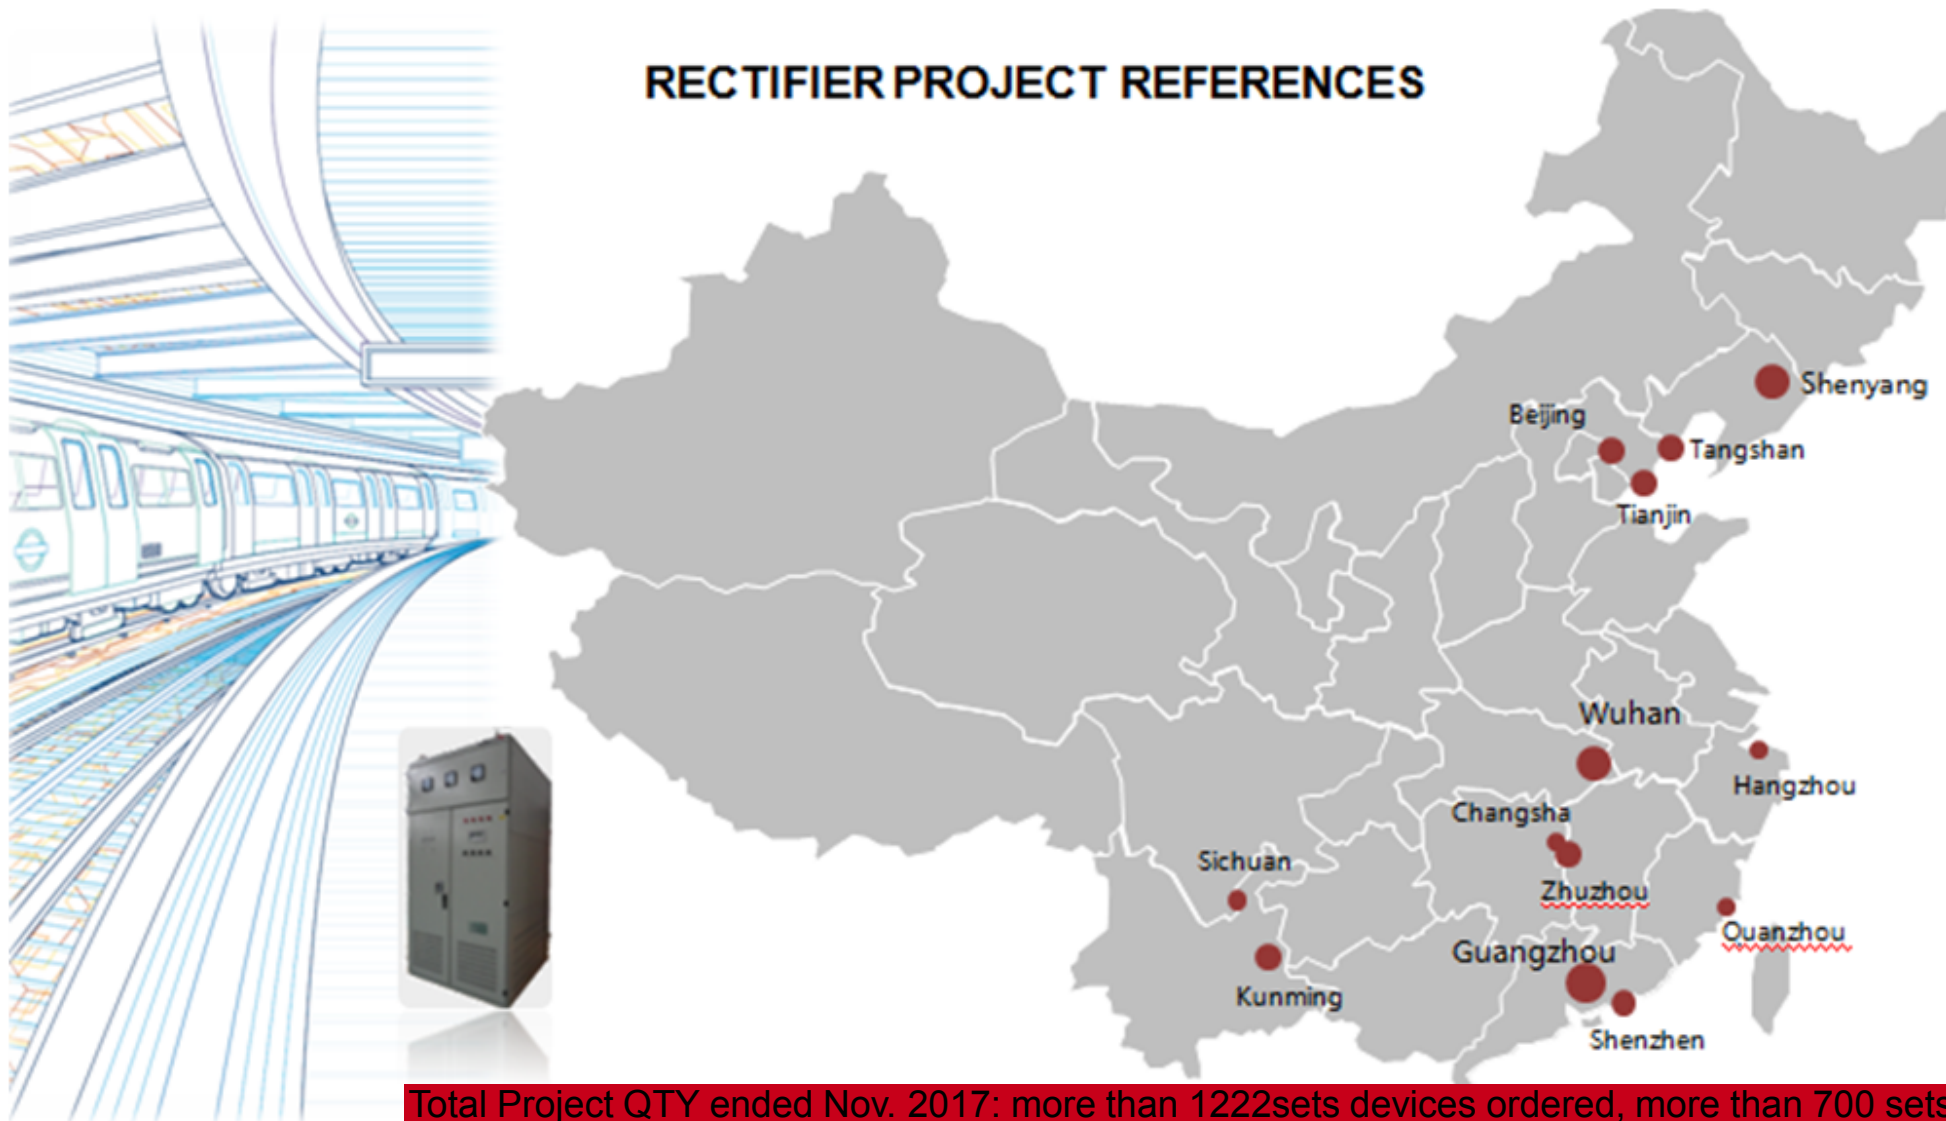 RECTIFIER PROJECT REFERENCES
Shenyang
Beijing
Tangshan
Tianjin
Wuhan
Hangzhou
Changsha
Sichuan
Zhuzhou
Quanzhou
Guangzhou
Kunming
Shenzhen
Total Project QTY ended Nov. 2017: more than 1222sets devices ordered, more than 700 sets